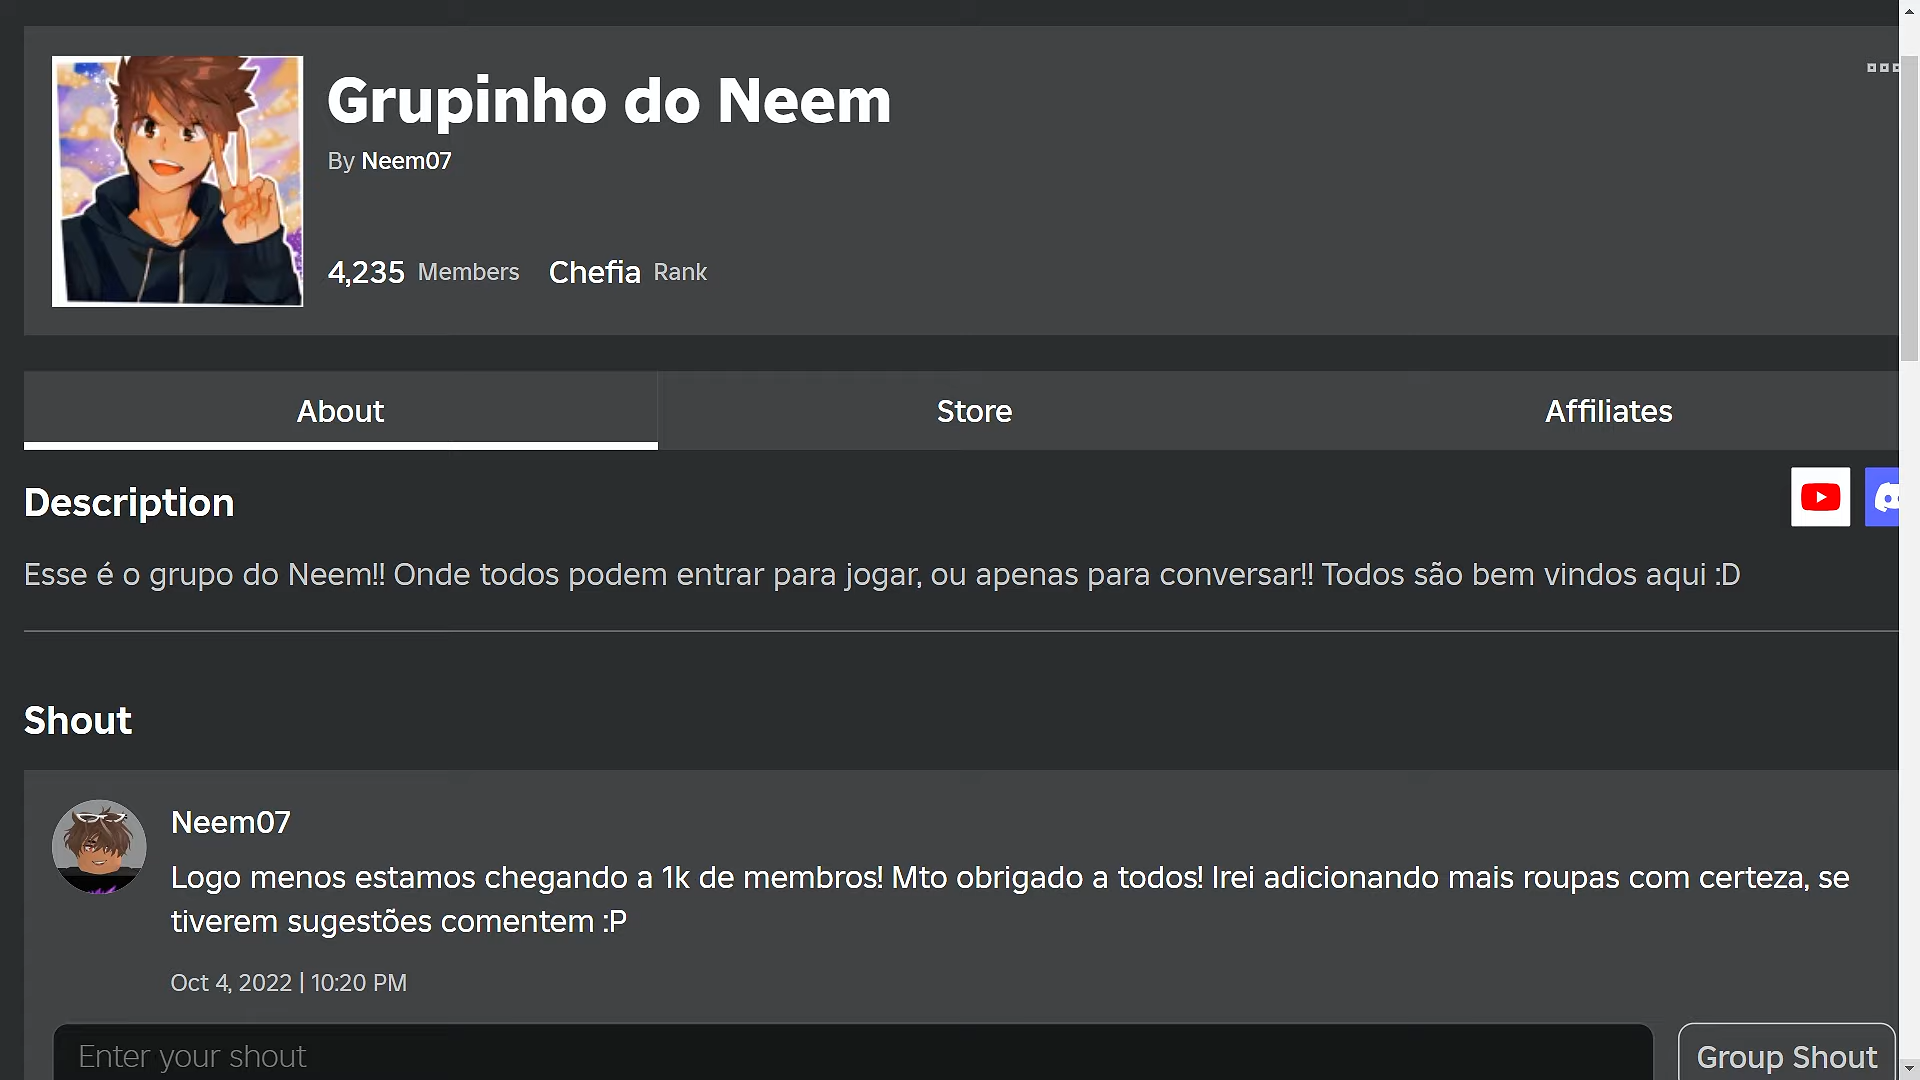 Grupinho do Neem
By Neem07
4,235 Members Chefia Rank
About Store Affiliates
Description
Esse é o grupo do Neem!! Onde todos podem entrar para jogar, ou apenas para conversar!! Todos são bem vindos aqui :D
Shout
Neem07
Logo menos estamos chegando a 1k de membros! Mto obrigado a todos! Irei adicionando mais roupas com certeza, se
tiverem sugestões comentem :P
Oct 4, 2022 | 10:20 PM
Enter your shout Group Shout